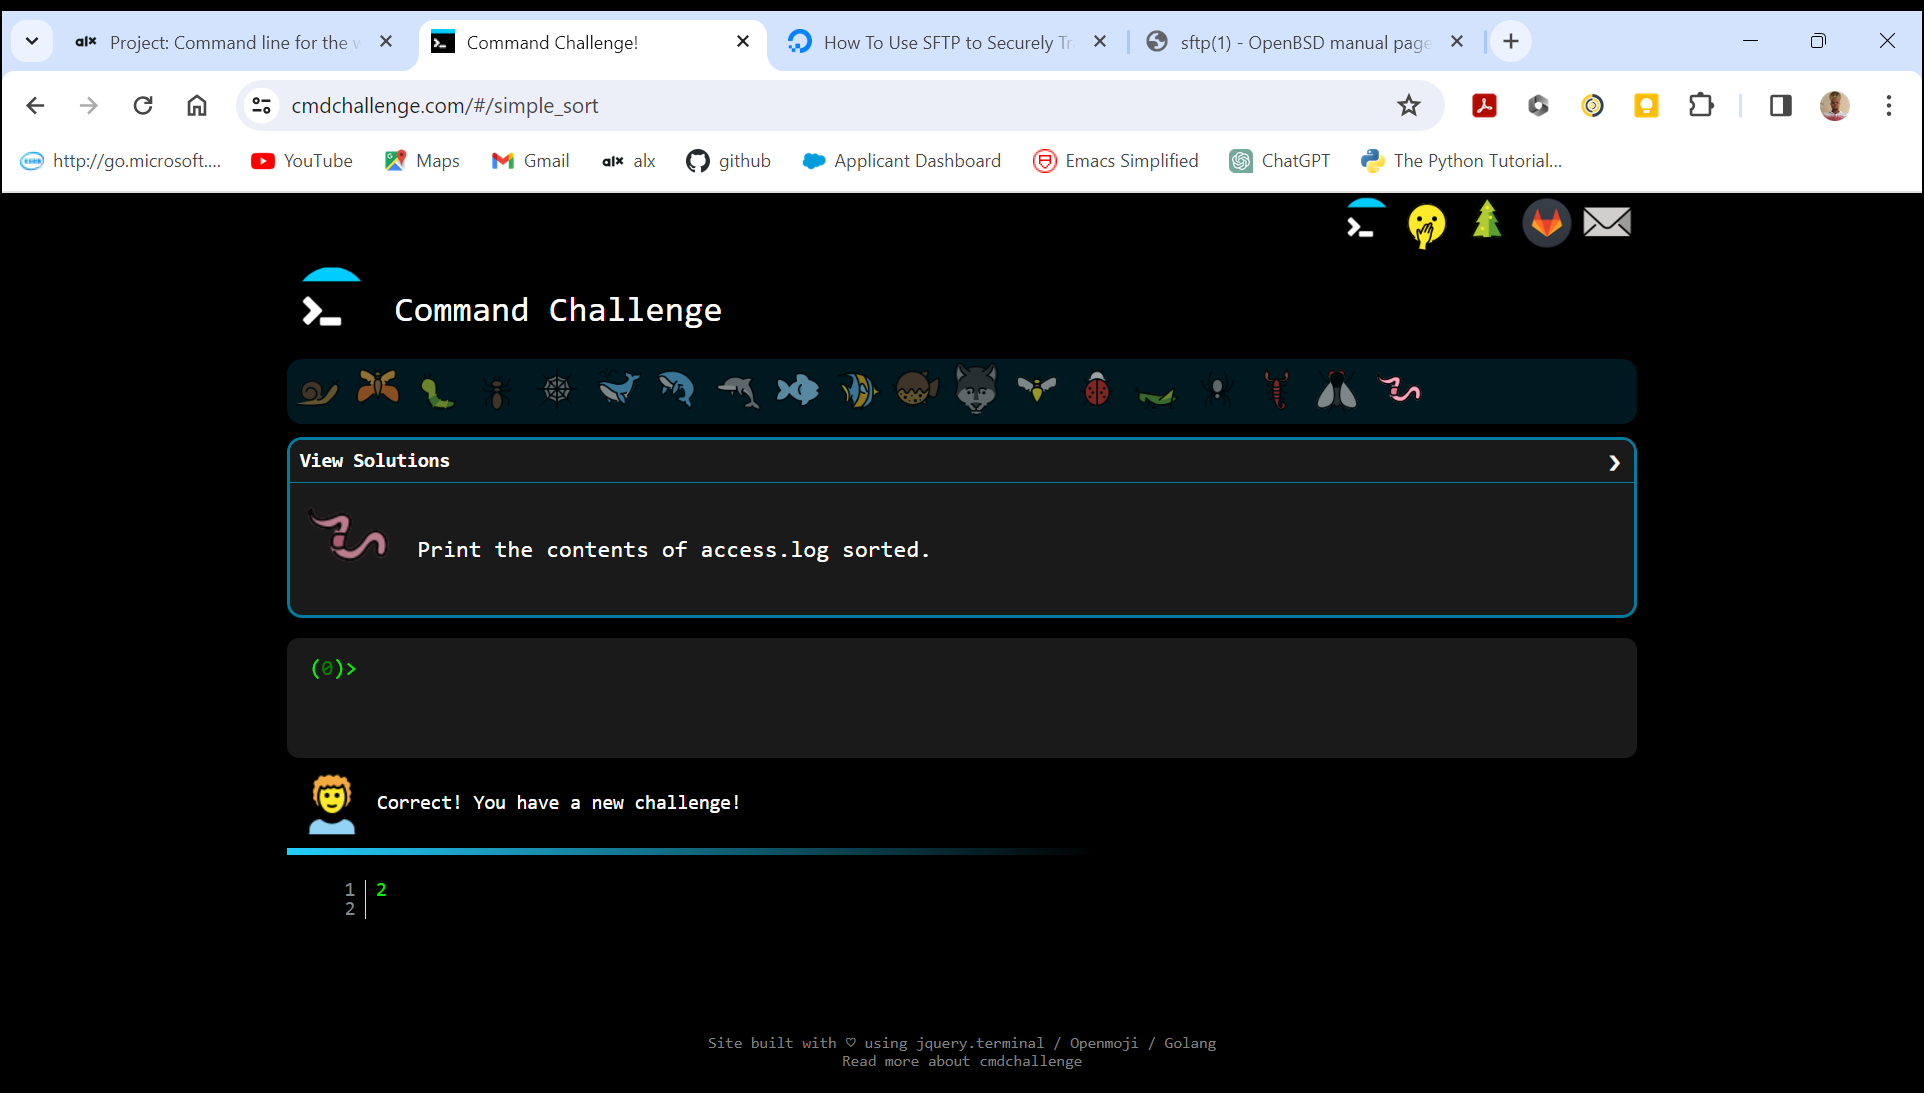 alx Project: Command line for the w
Command Challenge!
How To Use SFTP to Securely Tr
sftp(1) - OpenBSD manual page
cmdchallenge.com/#/simple_sort
http://go.microsoft....
YouTube
Maps
Gmail
alx alx
github
Applicant Dashboard
Emacs Simplified
ChatGPT
The Python Tutorial...
Command Challenge
View Solutions
Print the contents of access.log sorted.
(0)>
Correct! You have a new challenge!
1 2
2
Site built with ♡ using jquery.terminal / Openmoji / Golang
Read more about cmdchallenge